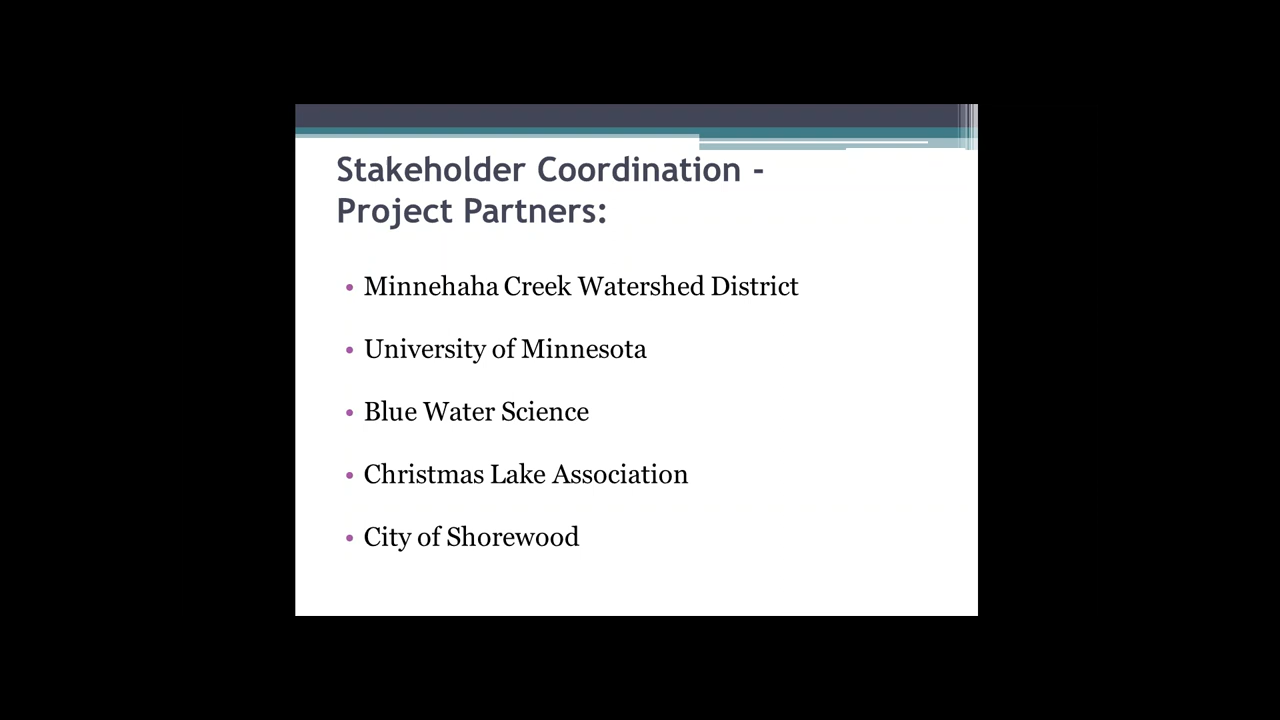 Stakeholder Coordination -
Project Partners:
• Minnehaha Creek Watershed District
• University of Minnesota
• Blue Water Science
• Christmas Lake Association
• City of Shorewood